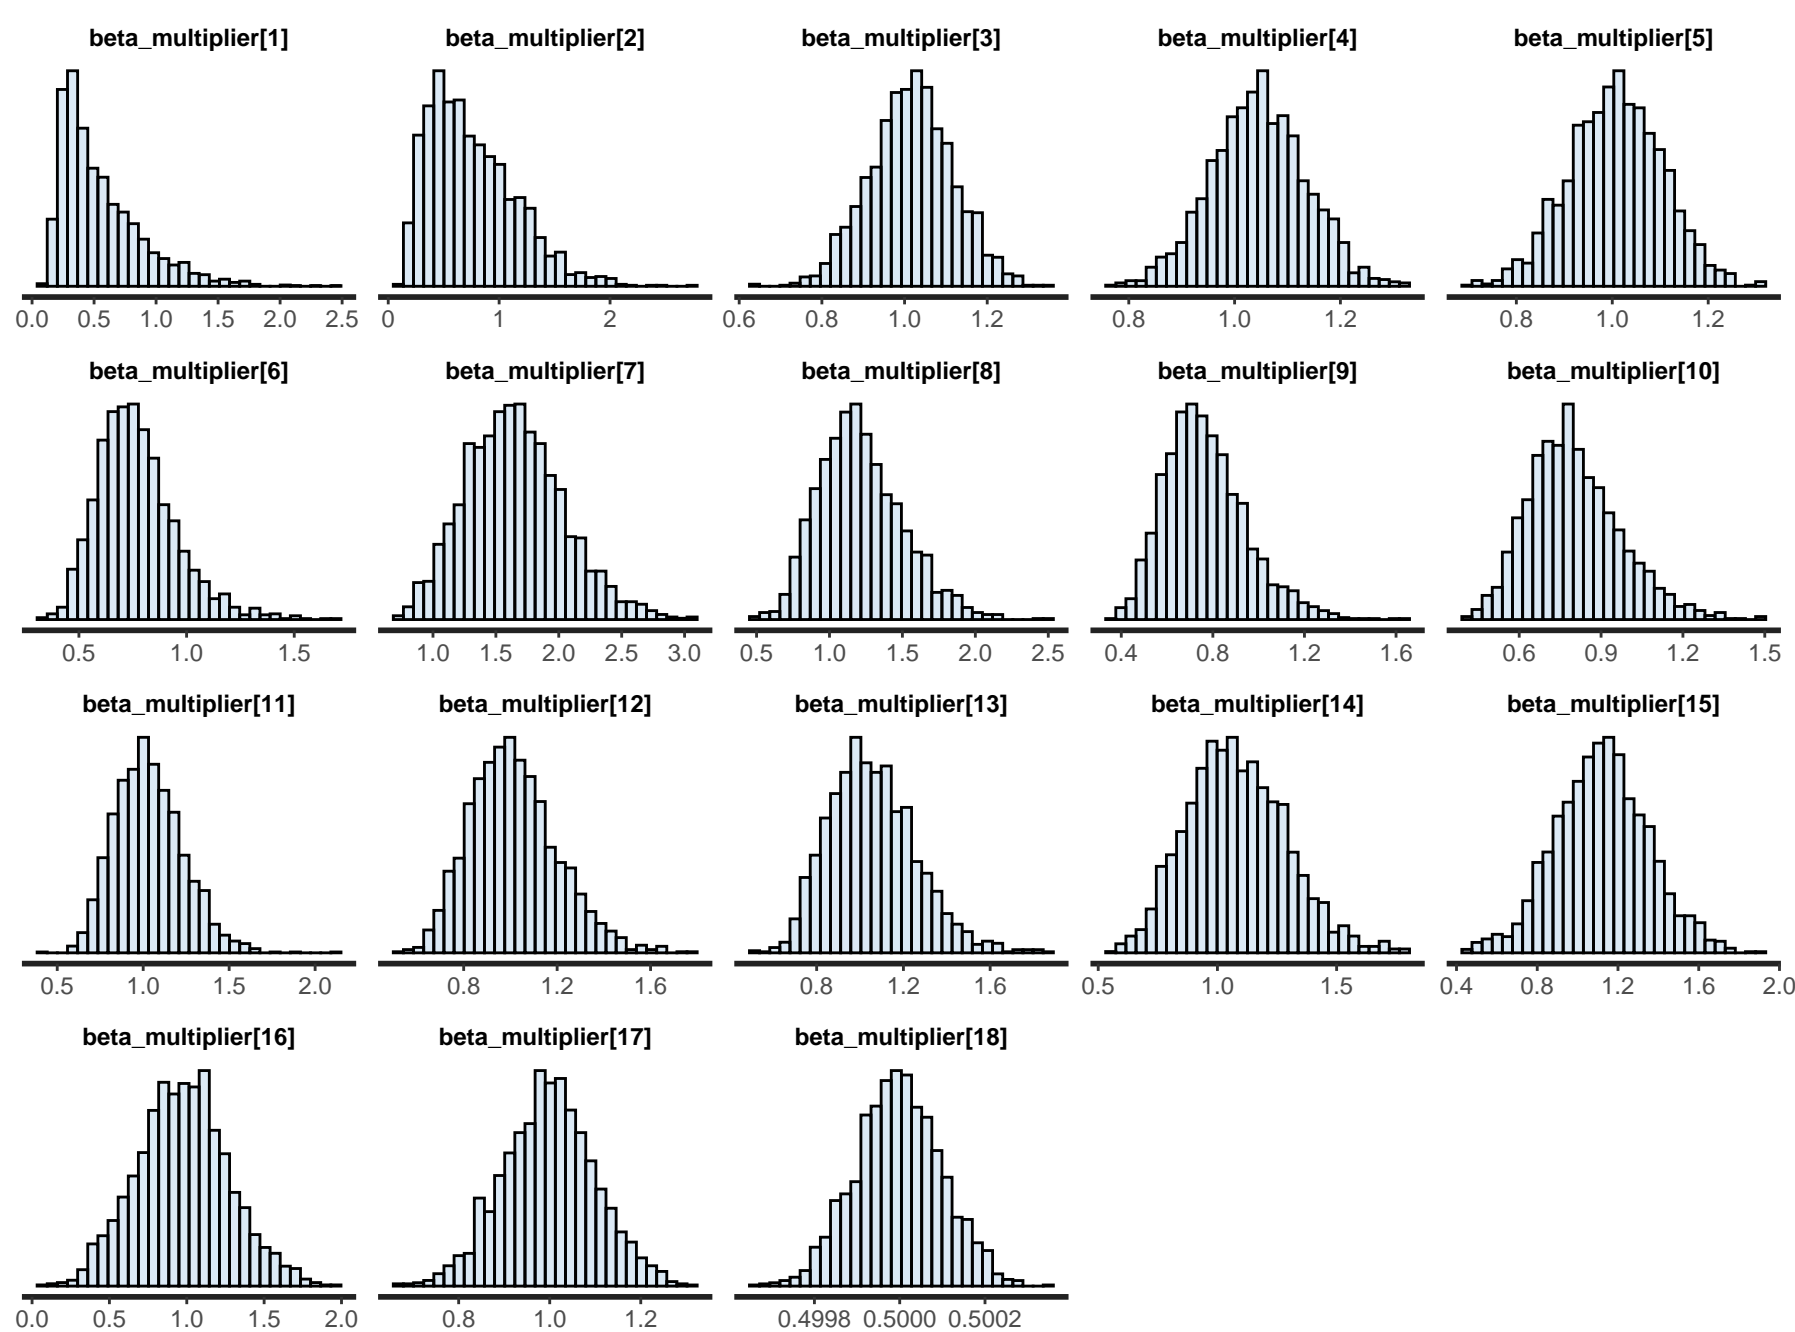 beta_multiplier[1] beta_multiplier[2] beta_multiplier[3] beta_multiplier[4] beta_multiplier[5]
0.0 0.5 1.0 1.5 2.0 2.5 0 1 2 0.6 0.8 1.0 1.2 0.8 1.0 1.2 0.8 1.0 1.2
beta_multiplier[6] beta_multiplier[7] beta_multiplier[8] beta_multiplier[9] beta_multiplier[10]
0.5 1.0 1.5 1.0 1.5 2.0 2.5 3.0 0.5 1.0 1.5 2.0 2.5 0.4 0.8 1.2 1.6 0.6 0.9 1.2 1.5
beta_multiplier[11] beta_multiplier[12] beta_multiplier[13] beta_multiplier[14] beta_multiplier[15]
0.5 1.0 1.5 2.0 0.8 1.2 1.6 0.8 1.2 1.6 0.5 1.0 1.5 0.4 0.8 1.2 1.6 2.0
beta_multiplier[16] beta_multiplier[17] beta_multiplier[18]
0.0 0.5 1.0 1.5 2.0 0.8 1.0 1.2 0.4998 0.5000 0.5002